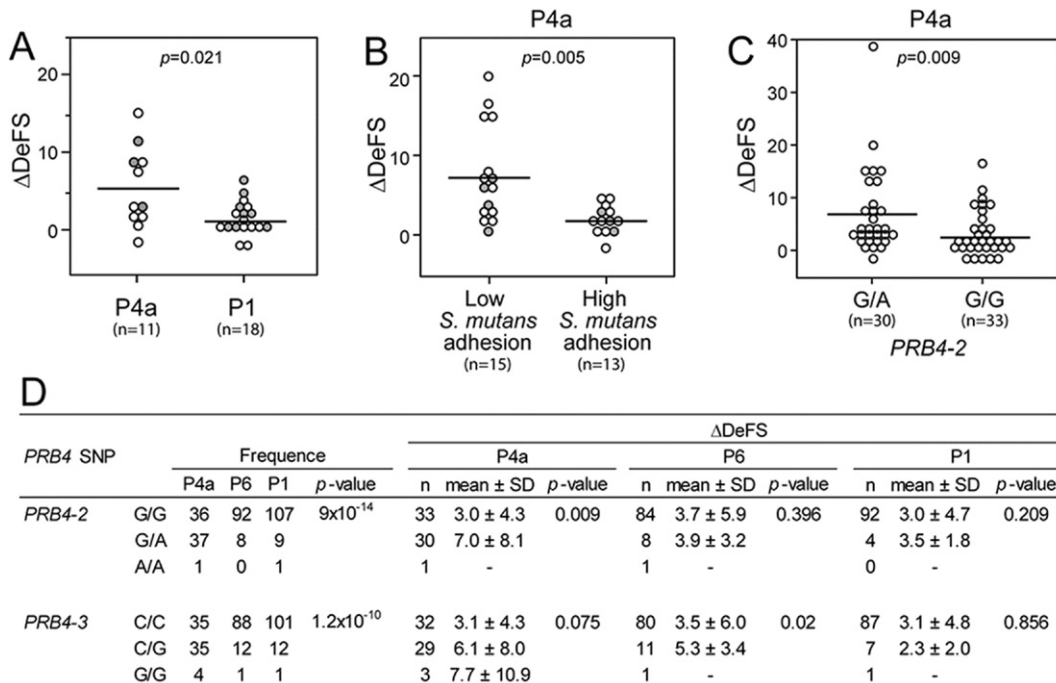 A
p=0.021
ΔDeFS
20
10
0
P4a P1
(n=11) (n=18)
B
P4a
p=0.005
ΔDeFS
20
10
0
Low High
S. mutans S. mutans
adhesion adhesion
(n=15) (n=13)
C
P4a
p=0.009
ΔDeFS
40
30
20
10
0
G/A G/G
(n=30) (n=33)
PRB4-2
D
ΔDeFS
PRB4 SNP Frequence P4a P6 P1
P4a P6 P1 p-value n mean ± SD p-value n mean ± SD p-value n mean ± SD p-value
PRB4-2 G/G 36 92 107 9x10⁻¹⁴ 33 3.0 ± 4.3 0.009 84 3.7 ± 5.9 0.396 92 3.0 ± 4.7 0.209
G/A 37 8 9 30 7.0 ± 8.1 8 3.9 ± 3.2 4 3.5 ± 1.8
A/A 1 0 1 1 - 1 - 0 -
PRB4-3 C/C 35 88 101 1.2x10⁻¹⁰ 32 3.1 ± 4.3 0.075 80 3.5 ± 6.0 0.02 87 3.1 ± 4.8 0.856
C/G 35 12 12 29 6.1 ± 8.0 11 5.3 ± 3.4 7 2.3 ± 2.0
G/G 4 1 1 3 7.7 ± 10.9 1 - 1 -